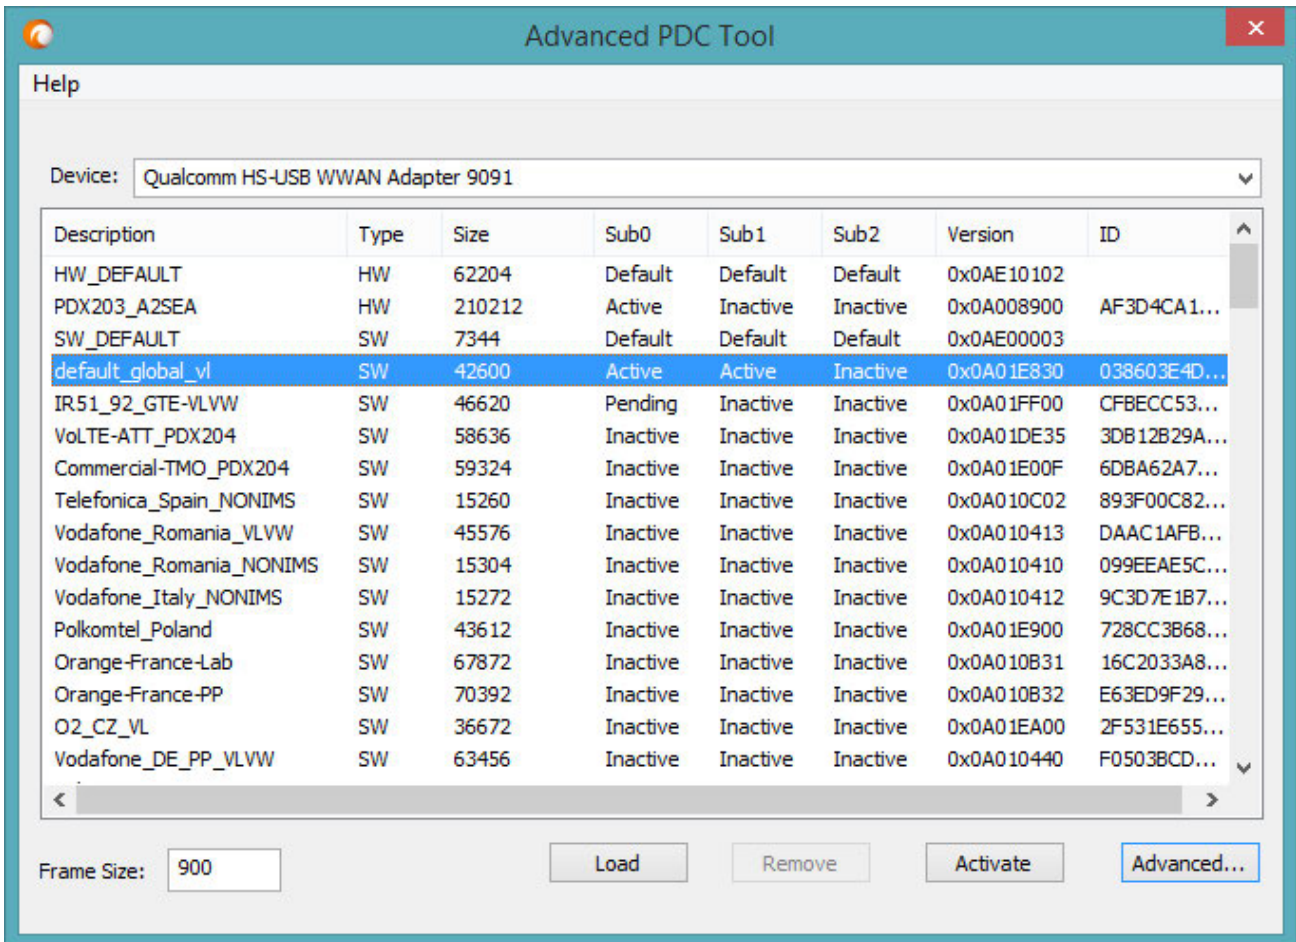 Advanced PDC Tool
Help
Device: Qualcomm HS-USB WWAN Adapter 9091
Description Type Size Sub0 Sub1 Sub2 Version ID
HW_DEFAULT HW 62204 Default Default Default 0x0AE10102
PDX203_A2SEA HW 210212 Active Inactive Inactive 0x0A008900 AF3D4CA1...
SW_DEFAULT SW 7344 Default Default Default 0x0AE00003
default_global_vl SW 42600 Active Active Inactive 0x0A01E830 038603E4D...
IR51_92_GTE-VLVW SW 46620 Pending Inactive Inactive 0x0A01FF00 CFBECC53...
VoLTE-ATT_PDX204 SW 58636 Inactive Inactive Inactive 0x0A01DE35 3DB12B29A...
Commercial-TMO_PDX204 SW 59324 Inactive Inactive Inactive 0x0A01E00F 6DBA62A7...
Telefonica_Spain_NONIMS SW 15260 Inactive Inactive Inactive 0x0A010C02 893F00C82...
Vodafone_Romania_VLVW SW 45576 Inactive Inactive Inactive 0x0A010413 DAAC1AFB...
Vodafone_Romania_NONIMS SW 15304 Inactive Inactive Inactive 0x0A010410 099EEAE5C...
Vodafone_Italy_NONIMS SW 15272 Inactive Inactive Inactive 0x0A010412 9C3D7E1B7...
Polkomtel_Poland SW 43612 Inactive Inactive Inactive 0x0A01E900 728CC3B68...
Orange-France-Lab SW 67872 Inactive Inactive Inactive 0x0A010B31 16C2033A8...
Orange-France-PP SW 70392 Inactive Inactive Inactive 0x0A010B32 E63ED9F29...
O2_CZ_VL SW 36672 Inactive Inactive Inactive 0x0A01EA00 2F531E655...
Vodafone_DE_PP_VLVW SW 63456 Inactive Inactive Inactive 0x0A010440 F0503BCD...
Frame Size: 900 Load Remove Activate Advanced...